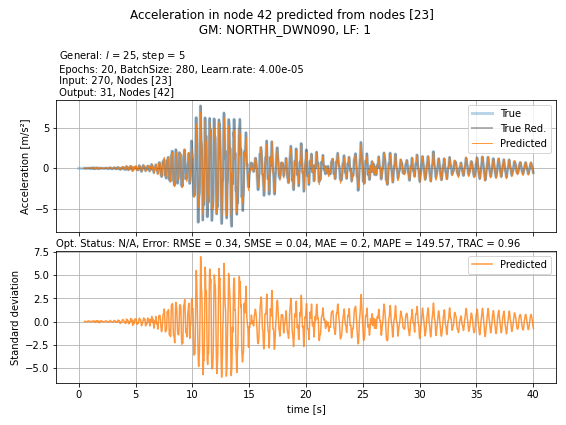 Acceleration in node 42 predicted from nodes [23]
GM: NORTHR_DWN090, LF: 1
General: l = 25, step = 5
Epochs: 20, BatchSize: 280, Learn.rate: 4.00e-05
Input: 270, Nodes [23]
Output: 31, Nodes [42]
True
True Red.
Predicted
Acceleration [m/s²]
5
0
−5
Opt. Status: N/A, Error: RMSE = 0.34, SMSE = 0.04, MAE = 0.2, MAPE = 149.57, TRAC = 0.96
Predicted
Standard deviation
7.5
5.0
2.5
0.0
−2.5
−5.0
0 5 10 15 20 25 30 35 40
time [s]